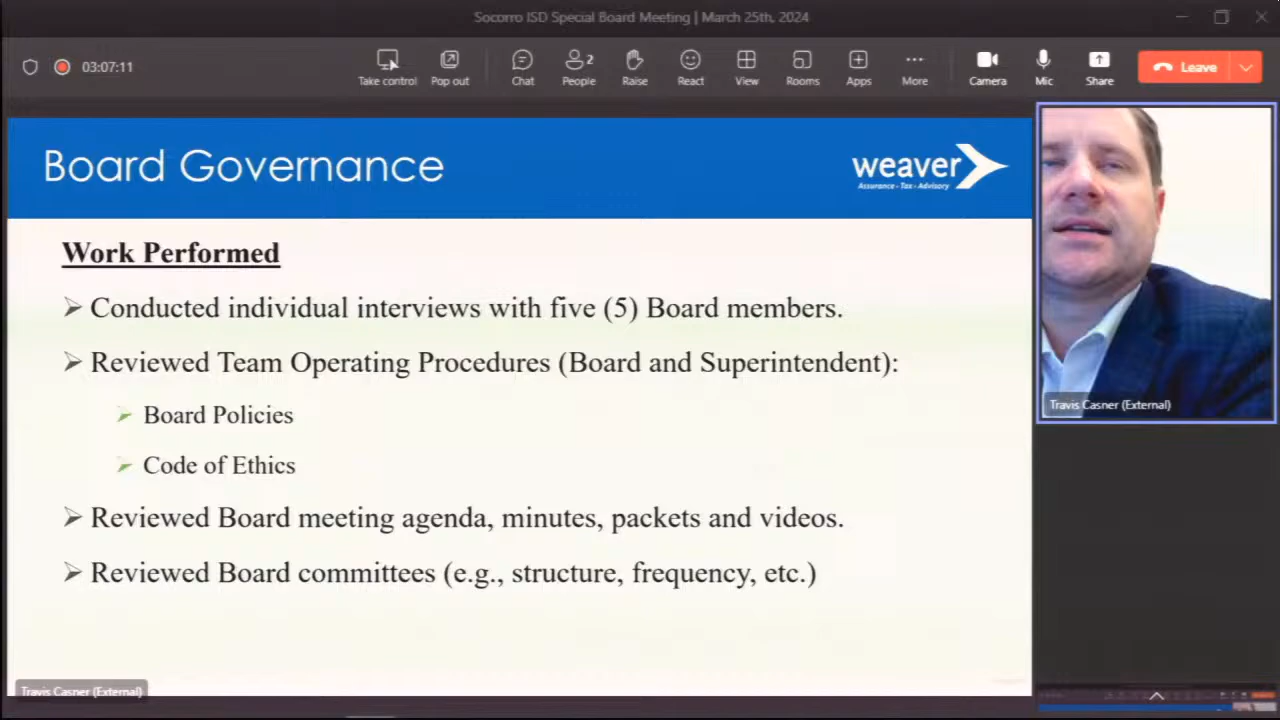 Socorro ISD Special Board Meeting | March 25th, 2024
03:07:11
Take control
Pop out
Chat
2
People
Raise
React
View
Rooms
Apps
More
Camera
Mic
Share
Leave
Board Governance
weaver
Assurance • Tax • Advisory
Work Performed
Conducted individual interviews with five (5) Board members.
Reviewed Team Operating Procedures (Board and Superintendent):
Board Policies
Code of Ethics
Reviewed Board meeting agenda, minutes, packets and videos.
Reviewed Board committees (e.g., structure, frequency, etc.)
Travis Casner (External)
Travis Casner (External)